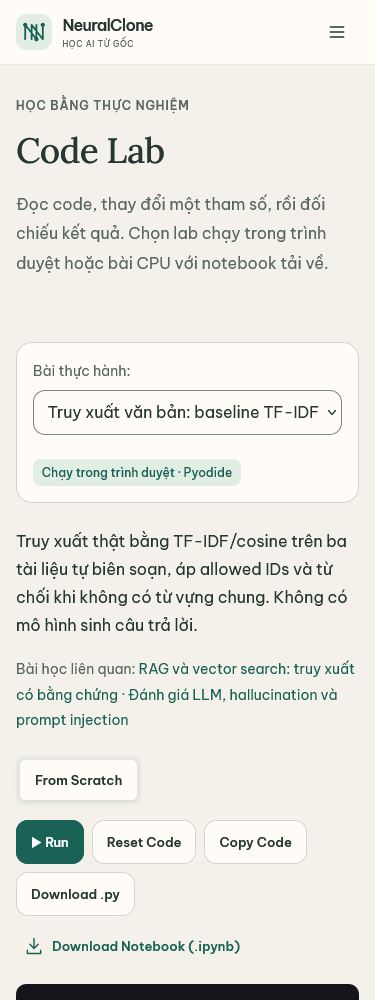 NeuralClone
HỌC AI TỪ GỐC
HỌC BẰNG THỰC NGHIỆM
Code Lab
Đọc code, thay đổi một tham số, rồi đối
chiếu kết quả. Chọn lab chạy trong trình
duyệt hoặc bài CPU với notebook tải về.
Bài thực hành:
Truy xuất văn bản: baseline TF-IDF
Chạy trong trình duyệt · Pyodide
Truy xuất thật bằng TF-IDF/cosine trên ba
tài liệu tự biên soạn, áp allowed IDs và từ
chối khi không có từ vựng chung. Không có
mô hình sinh câu trả lời.
Bài học liên quan: RAG và vector search: truy xuất
có bằng chứng · Đánh giá LLM, hallucination và
prompt injection
From Scratch
▶ Run
Reset Code
Copy Code
Download .py
Download Notebook (.ipynb)